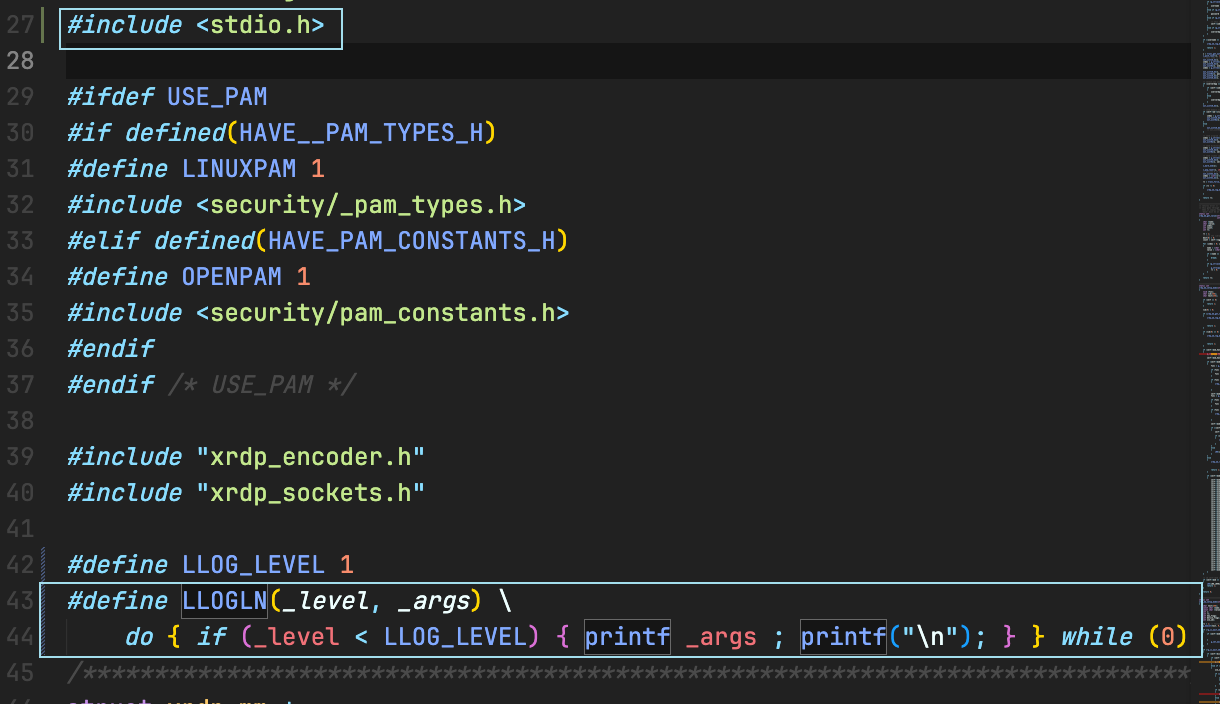 27 #include <stdio.h>
28
29 #ifdef USE_PAM
30 #if defined(HAVE__PAM_TYPES_H)
31 #define LINUXPAM 1
32 #include <security/_pam_types.h>
33 #elif defined(HAVE_PAM_CONSTANTS_H)
34 #define OPENPAM 1
35 #include <security/pam_constants.h>
36 #endif
37 #endif /* USE_PAM */
38
39 #include "xrdp_encoder.h"
40 #include "xrdp_sockets.h"
41
42 #define LLOG_LEVEL 1
43 #define LLOGLN(_level, _args) \
44     do { if (_level < LLOG_LEVEL) { printf _args ; printf("\n"); } } while (0)
45 /*****************************************************************************